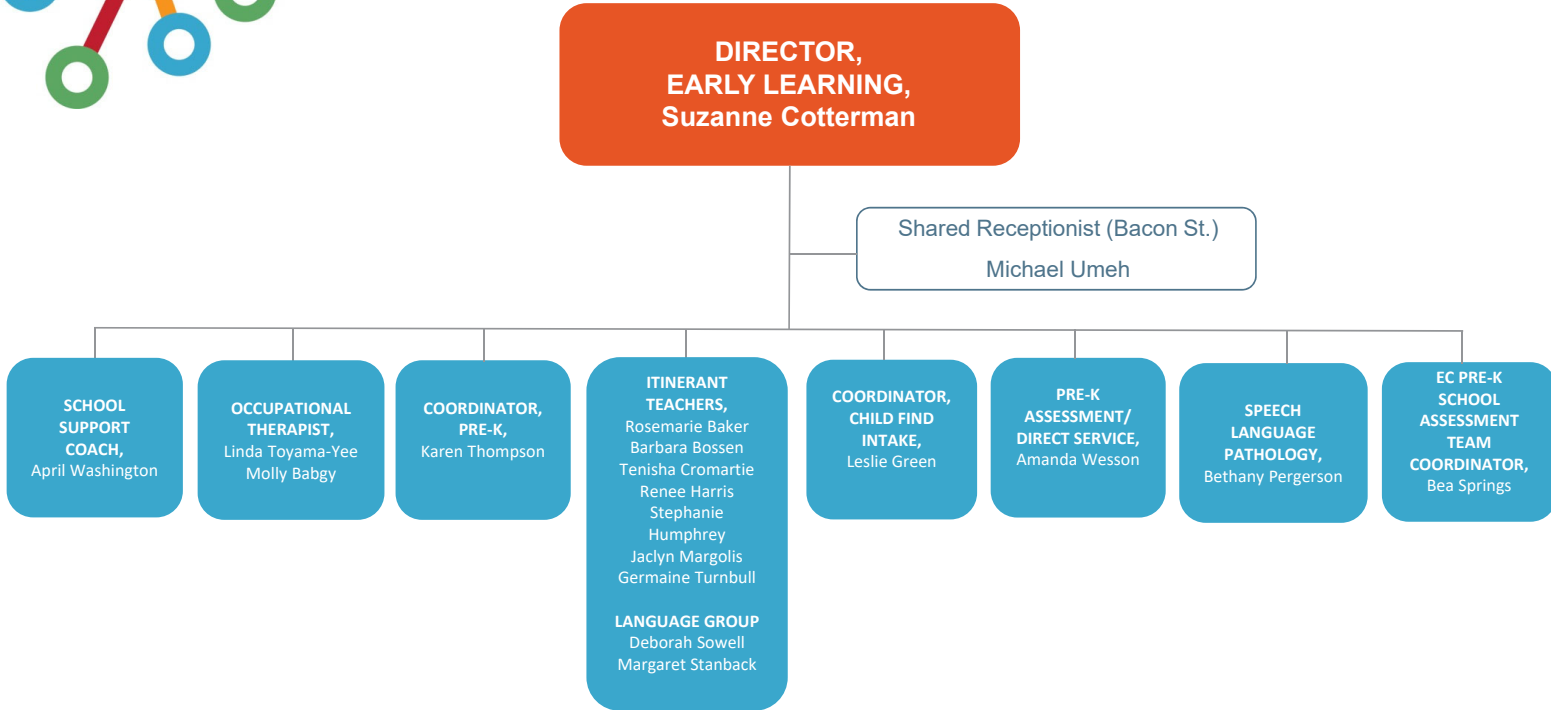 DIRECTOR,
EARLY LEARNING,
Suzanne Cotterman
Shared Receptionist (Bacon St.)
Michael Umeh
SCHOOL
SUPPORT
COACH,
April Washington
OCCUPATIONAL
THERAPIST,
Linda Toyama-Yee
Molly Babgy
COORDINATOR,
PRE-K,
Karen Thompson
ITINERANT
TEACHERS,
Rosemarie Baker
Barbara Bossen
Tenisha Cromartie
Renee Harris
Stephanie
Humphrey
Jaclyn Margolis
Germaine Turnbull
LANGUAGE GROUP
Deborah Sowell
Margaret Stanback
COORDINATOR,
CHILD FIND
INTAKE,
Leslie Green
PRE-K
ASSESSMENT/
DIRECT SERVICE,
Amanda Wesson
SPEECH
LANGUAGE
PATHOLOGY,
Bethany Pergerson
EC PRE-K
SCHOOL
ASSESSMENT
TEAM
COORDINATOR,
Bea Springs